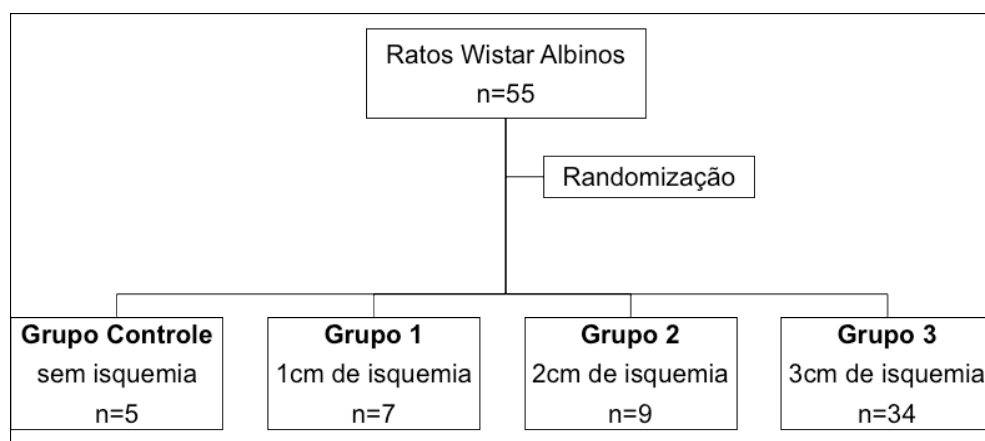 Ratos Wistar Albinos
n=55
Randomização
Grupo Controle
sem isquemia
n=5
Grupo 1
1cm de isquemia
n=7
Grupo 2
2cm de isquemia
n=9
Grupo 3
3cm de isquemia
n=34